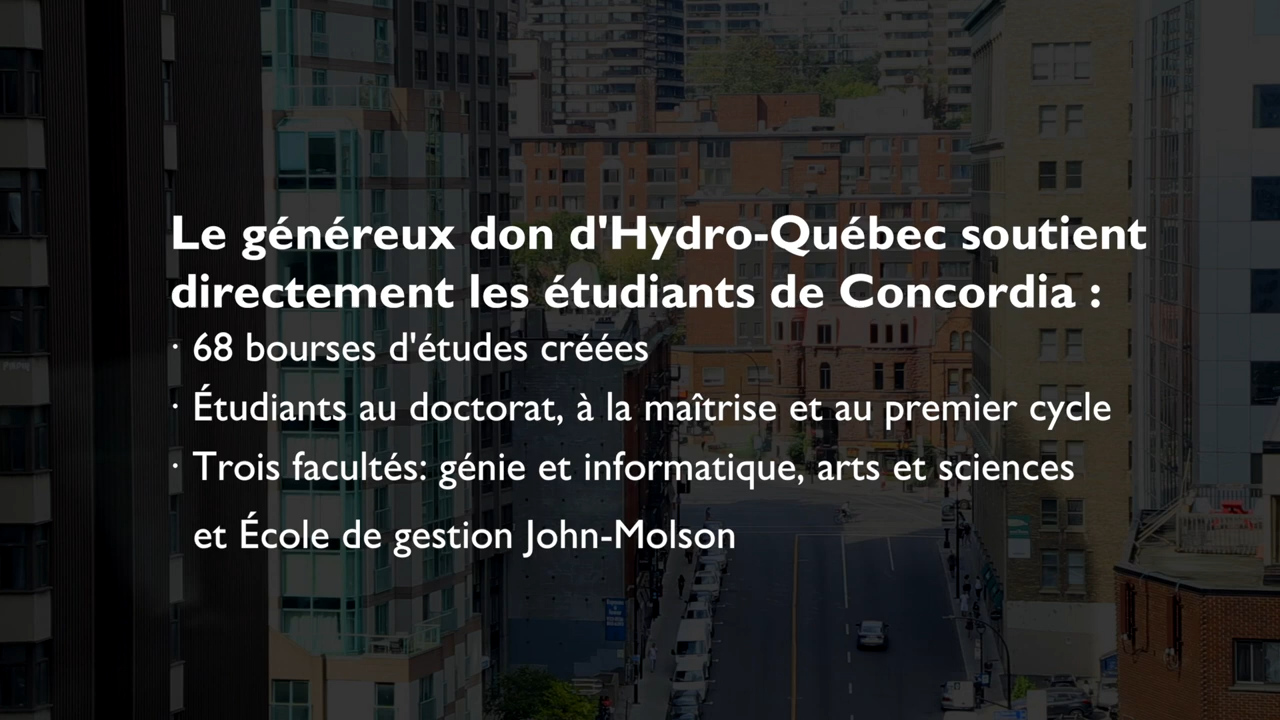 Le généreux don d'Hydro-Québec soutient
directement les étudiants de Concordia :
· 68 bourses d'études créées
· Étudiants au doctorat, à la maîtrise et au premier cycle
· Trois facultés: génie et informatique, arts et sciences
et École de gestion John-Molson